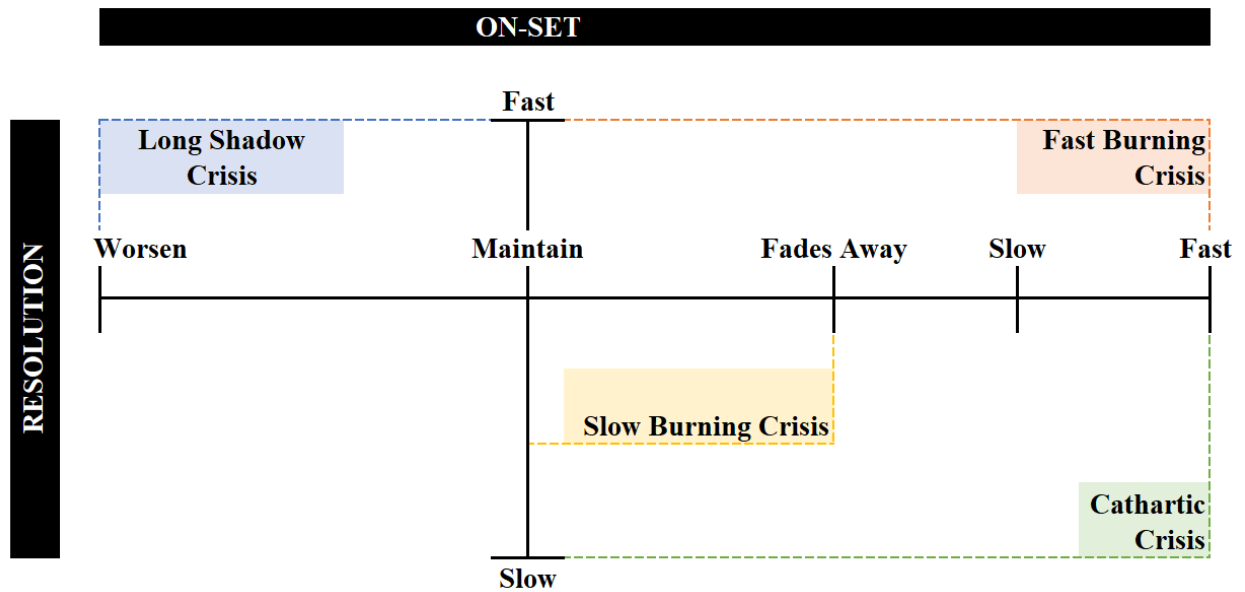 ON-SET
Fast
Long Shadow
Crisis
Fast Burning
Crisis
RESOLUTION
Worsen
Maintain
Fades Away
Slow
Fast
Slow Burning Crisis
Cathartic
Crisis
Slow